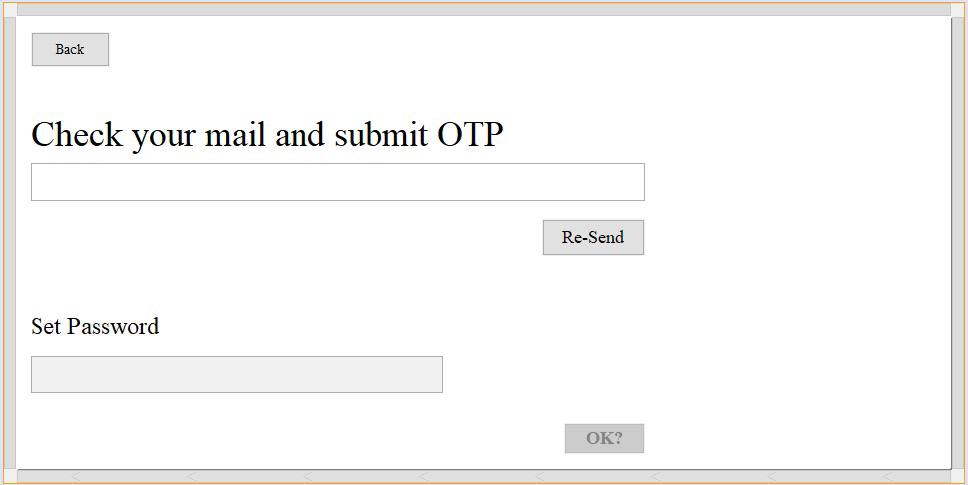 Back
Check your mail and submit OTP
Re-Send
Set Password
OK?